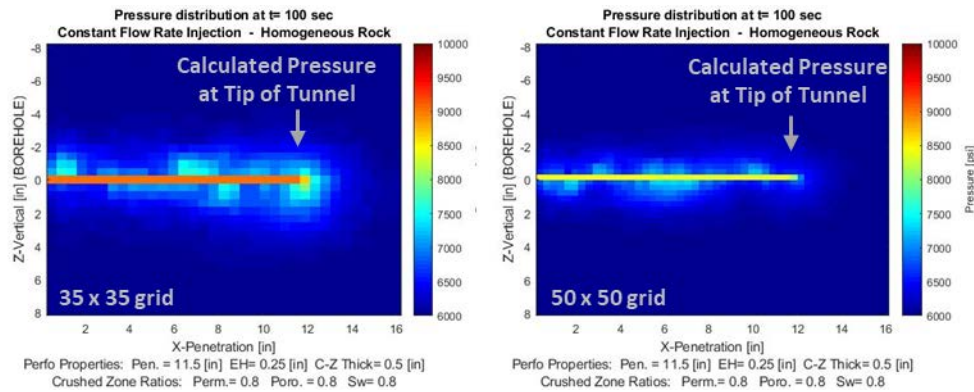 Pressure distribution at t= 100 sec
Constant Flow Rate Injection - Homogeneous Rock
Calculated Pressure
at Tip of Tunnel
35 x 35 grid
Z-Vertical [in] (BOREHOLE)
-8
-6
-4
-2
0
2
4
6
8
2
4
6
8
10
12
14
16
X-Penetration [in]
10000
9500
9000
8500
8000
7500
7000
6500
6000
Perfo Properties: Pen. = 11.5 [in] EH= 0.25 [in] C-Z Thick= 0.5 [in]
Crushed Zone Ratios: Perm.= 0.8 Poro. = 0.8 Sw= 0.8
Pressure distribution at t= 100 sec
Constant Flow Rate Injection - Homogeneous Rock
Calculated Pressure
at Tip of Tunnel
50 x 50 grid
Z-Vertical [in] (BOREHOLE)
-8
-6
-4
-2
0
2
4
6
8
2
4
6
8
10
12
14
16
X-Penetration [in]
10000
9500
9000
8500
8000
7500
7000
6500
6000
Pressure [psi]
Perfo Properties: Pen. = 11.5 [in] EH= 0.25 [in] C-Z Thick= 0.5 [in]
Crushed Zone Ratios: Perm.= 0.8 Poro. = 0.8 Sw= 0.8